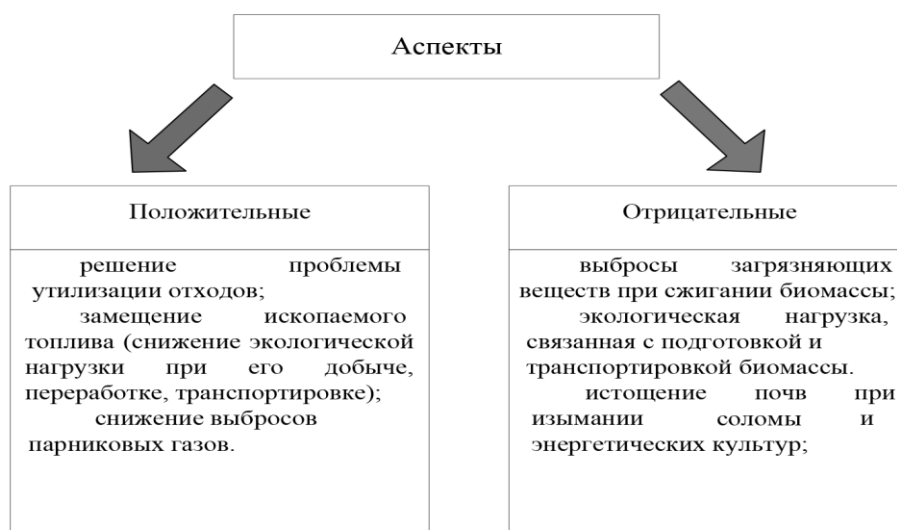 Аспекты
Положительные
решение проблемы
утилизации отходов;
замещение ископаемого
топлива (снижение экологической
нагрузки при его добыче,
переработке, транспортировке);
снижение выбросов
парниковых газов.
Отрицательные
выбросы загрязняющих
веществ при сжигании биомассы;
экологическая нагрузка,
связанная с подготовкой и
транспортировкой биомассы.
истощение почв при
изымании соломы и
энергетических культур;